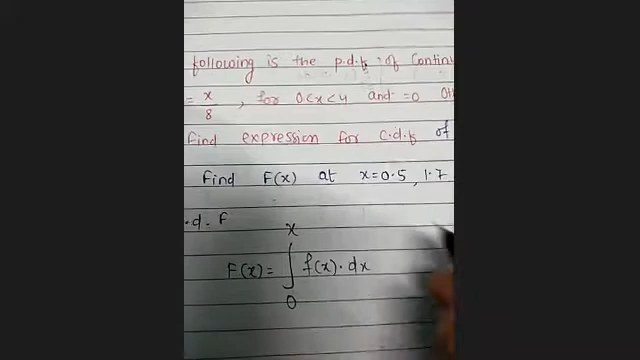 following is the p.d.f. of Contin
= x/8 , for 0<x<4 and =0 Oth
Find expression for c.d.f of
Find F(x) at x=0.5, 1.7
.d.F
F(x) = ∫₀ˣ f(x)·dx